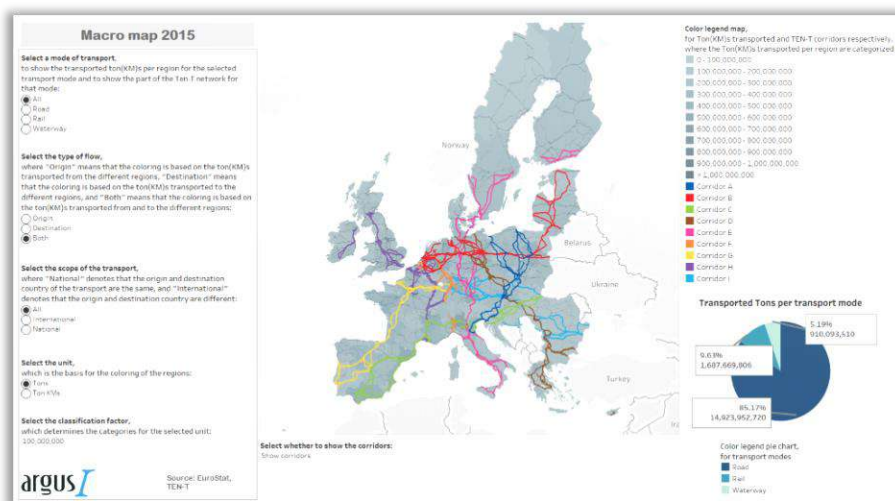 Macro map 2015
Select a mode of transport,
to show the transported ton(KM)s per region for the selected
transport mode and to show the part of the Ten T network for
that mode:
All
Road
Rail
Waterway
Select the type of flow,
where "Origin" means that the coloring is based on the ton(KM)s
transported from the different regions, "Destination" means
that the coloring is based on the ton(KM)s transported to the
different regions, and "Both" means that the coloring is based on
the ton(KM)s transported from and to the different regions:
Origin
Destination
Both
Select the scope of the transport,
where "National" denotes that the origin and destination
country of the transport are the same, and "International"
denotes that the origin and destination country are different:
All
International
National
Select the unit,
which is the basis for the coloring of the regions:
Tons
Ton KMs
Select the classification factor,
which determines the categories for the selected unit:
100,000,000
argusI
Source: EuroStat,
TEN-T
Norway
Belarus
Ukraine
Turkey
Select whether to show the corridors:
Show corridors
Color legend map,
for Ton(KM)s transported and TEN-T corridors respectively,
where the Ton(KM)s transported per region are categorized
0 - 100,000,000
100,000,000 - 200,000,000
200,000,000 - 300,000,000
300,000,000 - 400,000,000
400,000,000 - 500,000,000
500,000,000 - 600,000,000
600,000,000 - 700,000,000
700,000,000 - 800,000,000
800,000,000 - 900,000,000
900,000,000 - 1,000,000,000
> 1,000,000,000
Corridor A
Corridor B
Corridor C
Corridor D
Corridor E
Corridor F
Corridor G
Corridor H
Corridor I
Transported Tons per transport mode
5.19%
910,093,610
9.63%
1,687,669,806
85.17%
14,923,952,720
Color legend pie chart,
for transport modes
Road
Rail
Waterway